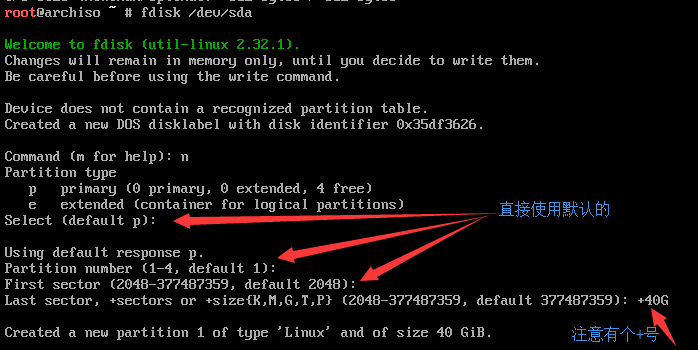 root@archiso ~ # fdisk /dev/sda
Welcome to fdisk (util-linux 2.32.1).
Changes will remain in memory only, until you decide to write them.
Be careful before using the write command.
Device does not contain a recognized partition table.
Created a new DOS disklabel with disk identifier 0x35df3626.
Command (m for help): n
Partition type
p primary (0 primary, 0 extended, 4 free)
e extended (container for logical partitions)
Select (default p):
直接使用默认的
Using default response p.
Partition number (1-4, default 1):
First sector (2048-377487359, default 2048):
Last sector, +sectors or +size{K,M,G,T,P} (2048-377487359, default 377487359): +40G
Created a new partition 1 of type 'Linux' and of size 40 GiB.
注意有个+号